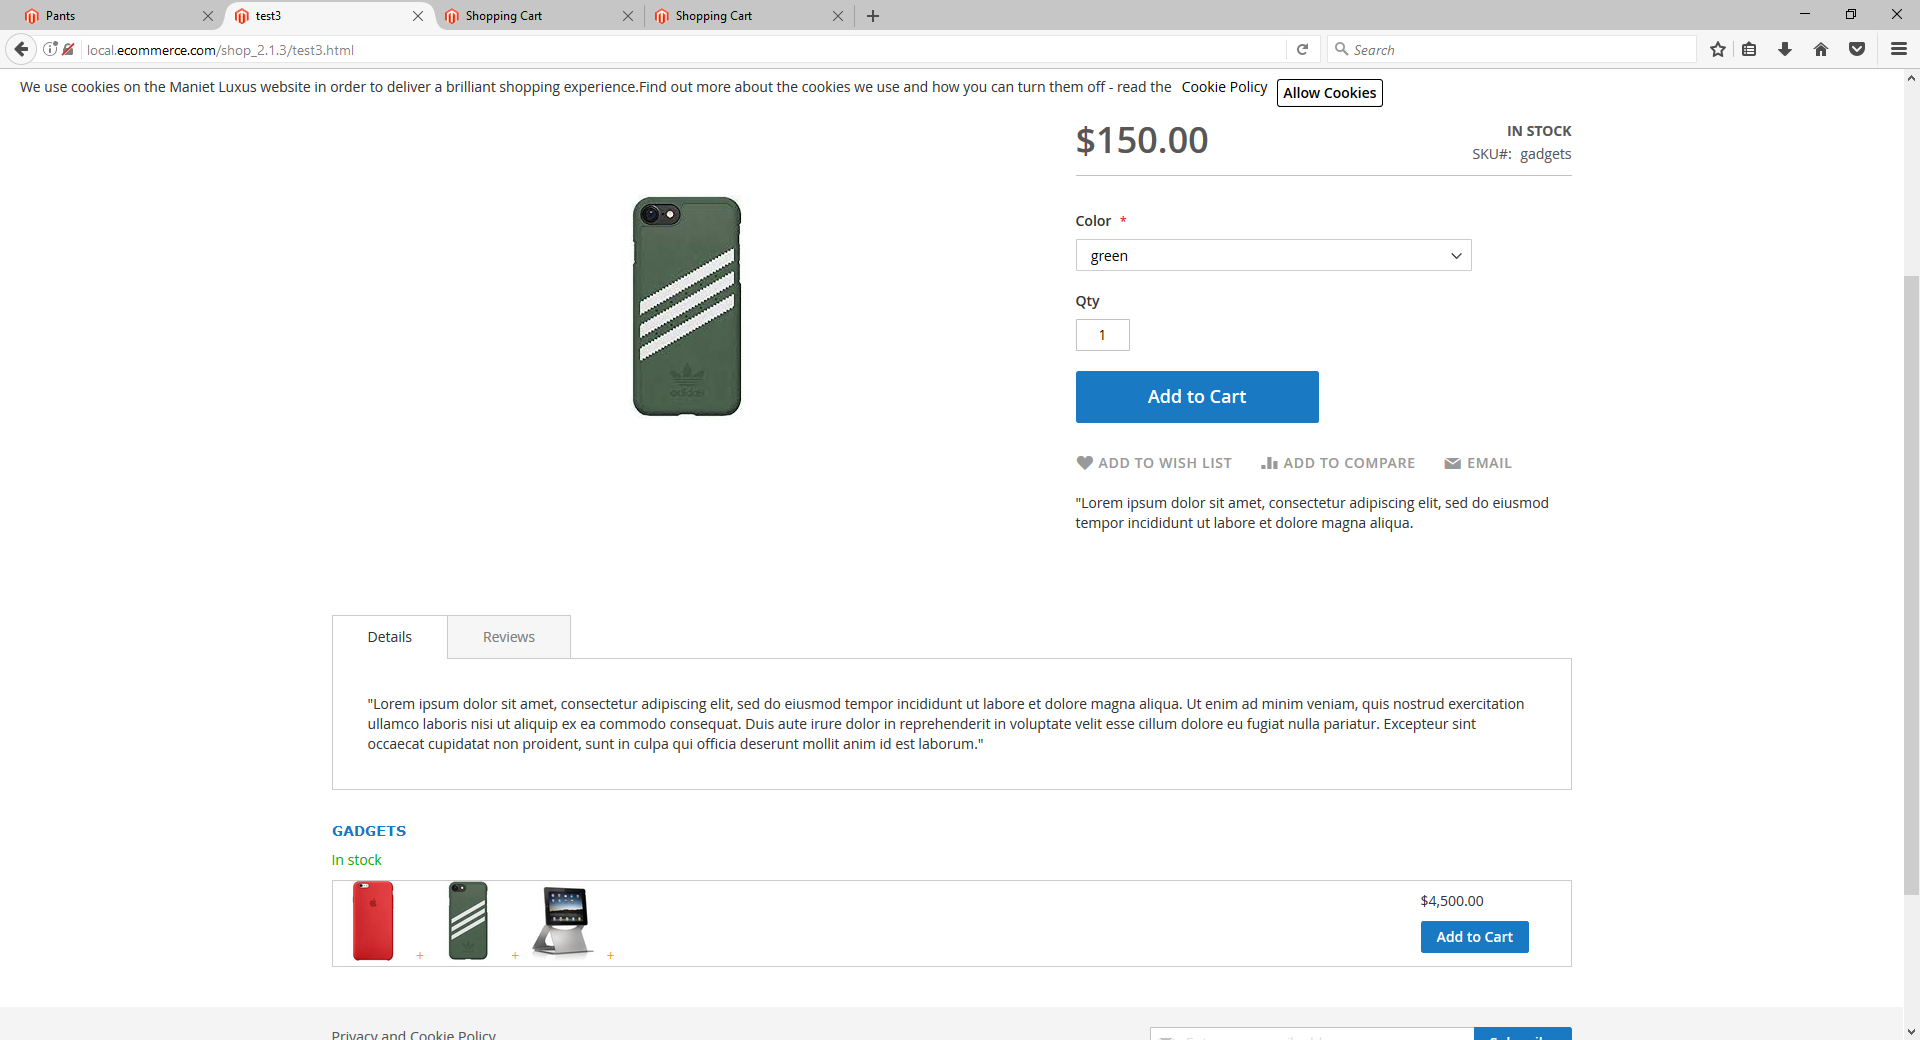 Pants
test3
Shopping Cart
Shopping Cart
local.ecommerce.com/shop_2.1.3/test3.html
Search
We use cookies on the Maniet Luxus website in order to deliver a brilliant shopping experience.Find out more about the cookies we use and how you can turn them off - read the Cookie Policy
Allow Cookies
$150.00
IN STOCK
SKU#: gadgets
Color *
green
Qty
1
Add to Cart
ADD TO WISH LIST
ADD TO COMPARE
EMAIL
"Lorem ipsum dolor sit amet, consectetur adipiscing elit, sed do eiusmod
tempor incididunt ut labore et dolore magna aliqua.
adidas
Details
Reviews
"Lorem ipsum dolor sit amet, consectetur adipiscing elit, sed do eiusmod tempor incididunt ut labore et dolore magna aliqua. Ut enim ad minim veniam, quis nostrud exercitation
ullamco laboris nisi ut aliquip ex ea commodo consequat. Duis aute irure dolor in reprehenderit in voluptate velit esse cillum dolore eu fugiat nulla pariatur. Excepteur sint
occaecat cupidatat non proident, sunt in culpa qui officia deserunt mollit anim id est laborum."
GADGETS
In stock
+
+
+
$4,500.00
Add to Cart
Privacy and Cookie Policy